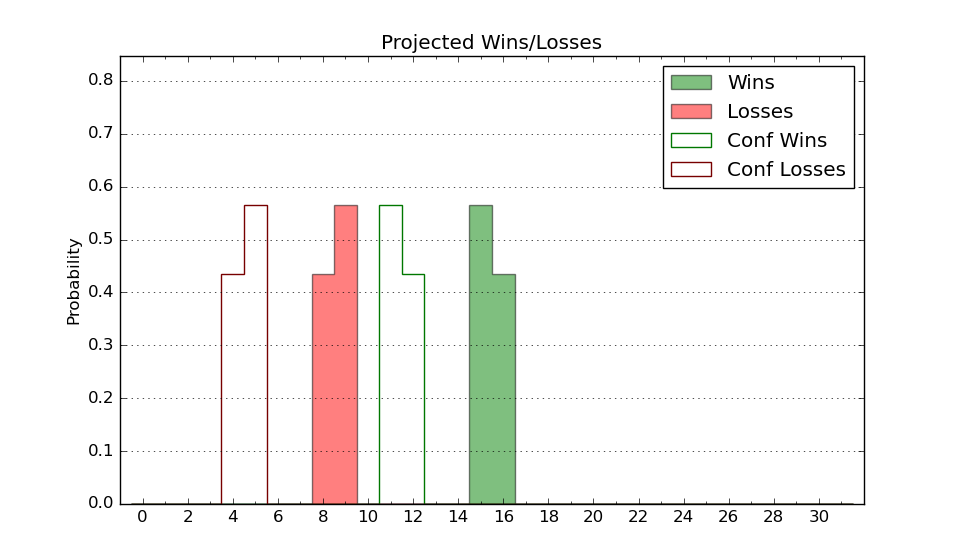 Projected Wins/Losses
Probability
0.8
0.7
0.6
0.5
0.4
0.3
0.2
0.1
0.0
Wins
Losses
Conf Wins
Conf Losses
0 2 4 6 8 10 12 14 16 18 20 22 24 26 28 30